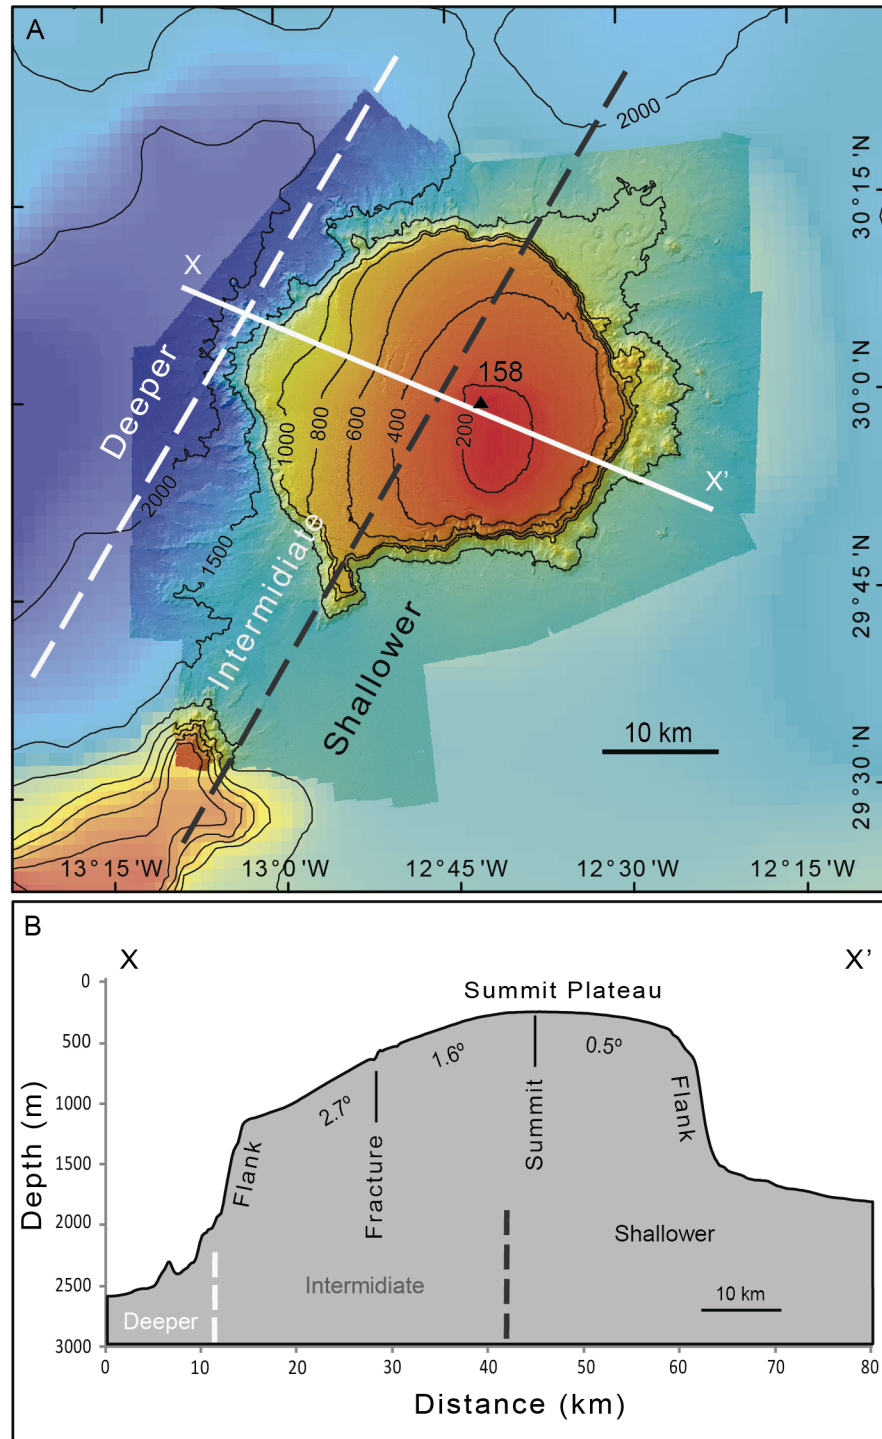 A
2000
30°15'N
X
158
30°0'N
Deeper
1000
800
600
400
200
X'
2000
1500
Intermidiate
Shallower
29°45'N
10 km
29°30'N
13°15'W
13°0'W
12°45'W
12°30'W
12°15'W
B
X
X'
Summit Plateau
Depth (m)
0
500
1000
1500
2000
2500
3000
2.7º
1.6º
0.5º
Flank
Fracture
Summit
Flank
Shallower
Intermidiate
Deeper
10 km
0
10
20
30
40
50
60
70
80
Distance (km)